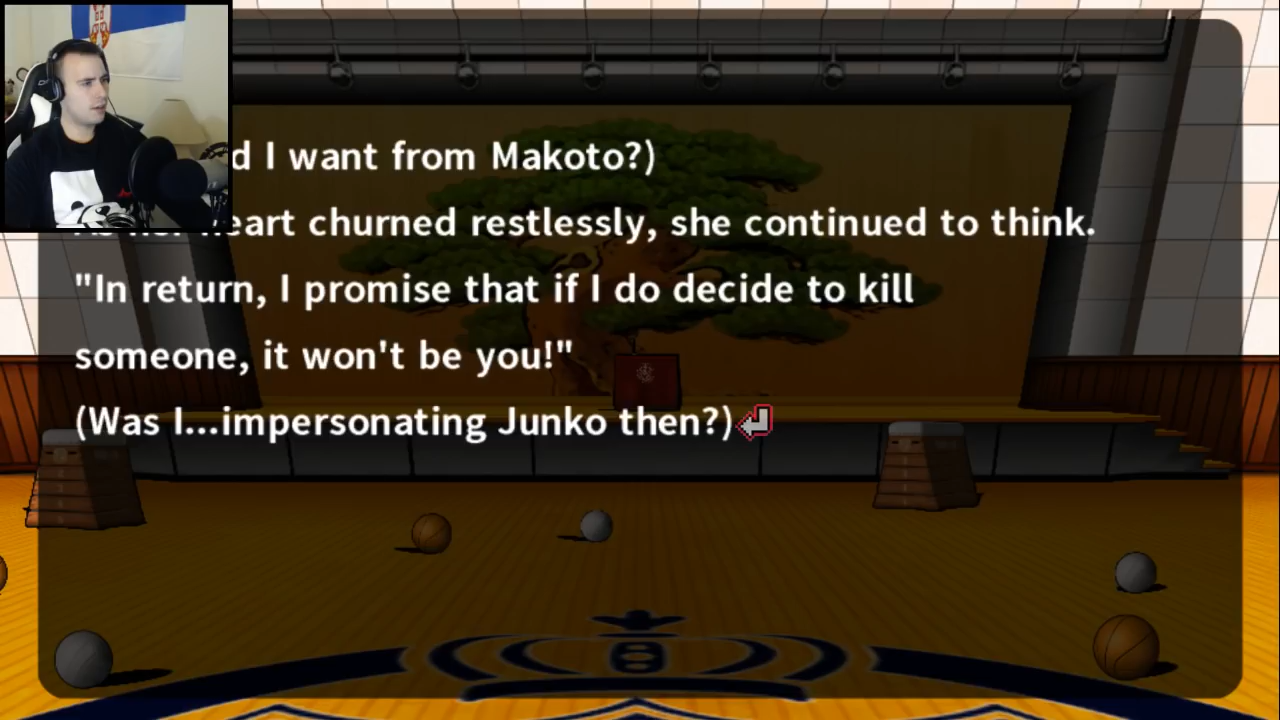 d I want from Makoto?)
heart churned restlessly, she continued to think.
"In return, I promise that if I do decide to kill
someone, it won't be you!"
(Was I...impersonating Junko then?)